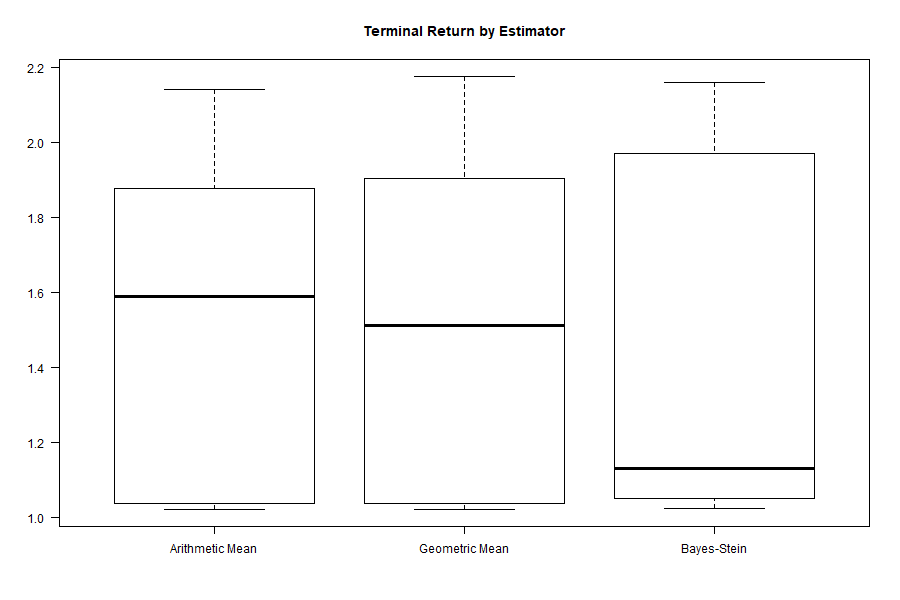 Terminal Return by Estimator
2.2
2.0
1.8
1.6
1.4
1.2
1.0
Arithmetic Mean
Geometric Mean
Bayes-Stein